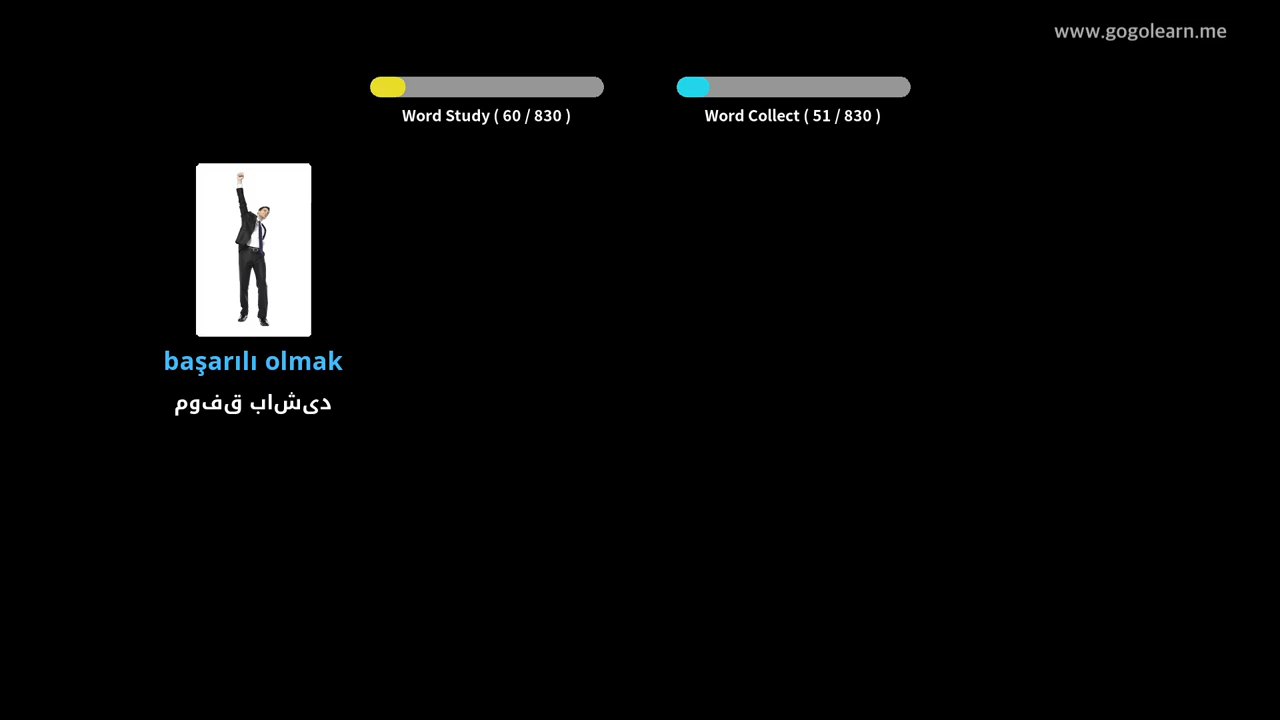 www.gogolearn.me
Word Study ( 60 / 830 )
Word Collect ( 51 / 830 )
başarılı olmak
دیشاب قفوم